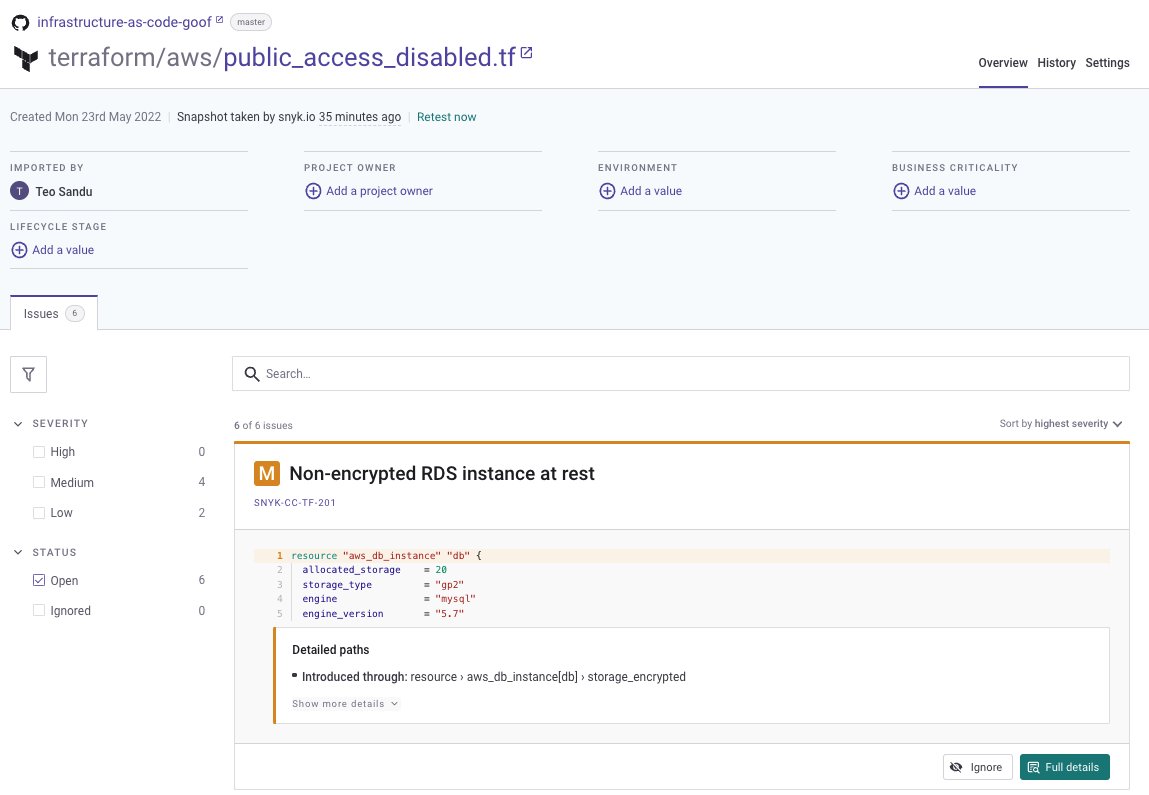 infrastructure-as-code-goof master
terraform/aws/public_access_disabled.tf
Overview History Settings
Created Mon 23rd May 2022 | Snapshot taken by snyk.io 35 minutes ago | Retest now
IMPORTED BY PROJECT OWNER ENVIRONMENT BUSINESS CRITICALITY
T Teo Sandu Add a project owner Add a value Add a value
LIFECYCLE STAGE
Add a value
Issues 6
Search...
SEVERITY
High 0
Medium 4
Low 2
STATUS
Open 6
Ignored 0
6 of 6 issues Sort by highest severity
M Non-encrypted RDS instance at rest
SNYK-CC-TF-201
1 resource "aws_db_instance" "db" {
2 allocated_storage = 20
3 storage_type = "gp2"
4 engine = "mysql"
5 engine_version = "5.7"
Detailed paths
• Introduced through: resource › aws_db_instance[db] › storage_encrypted
Show more details
Ignore Full details